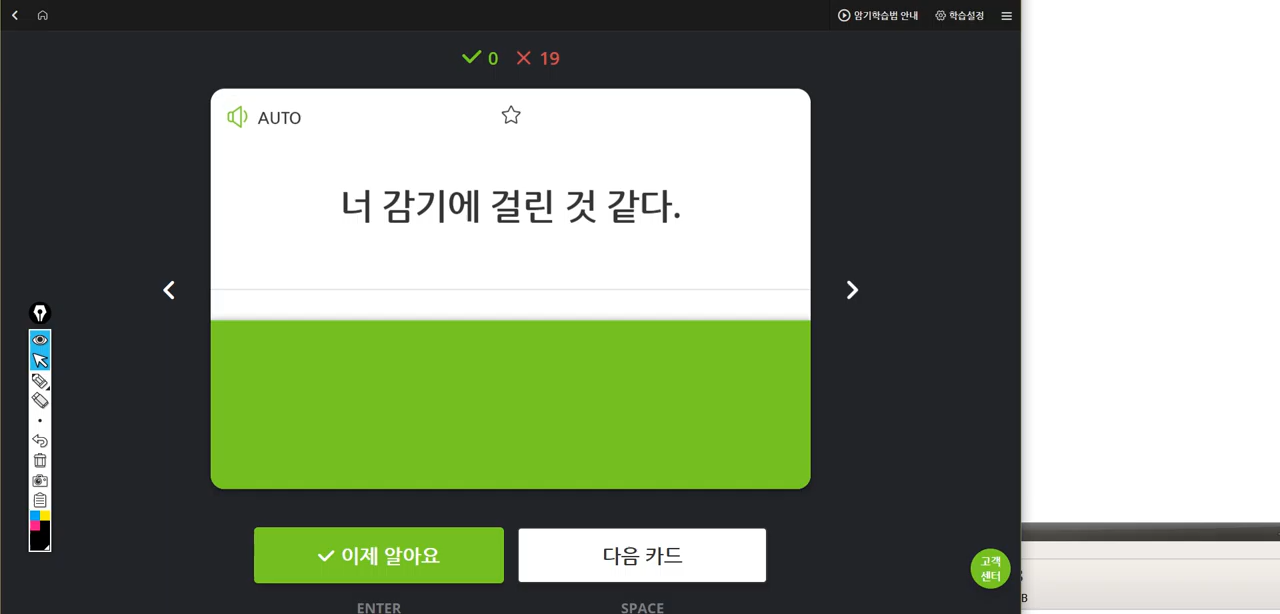 암기학습법 안내 학습설정
0 19
AUTO
너 감기에 걸린 것 같다.
이제 알아요 다음 카드
ENTER SPACE
고객
센터
B